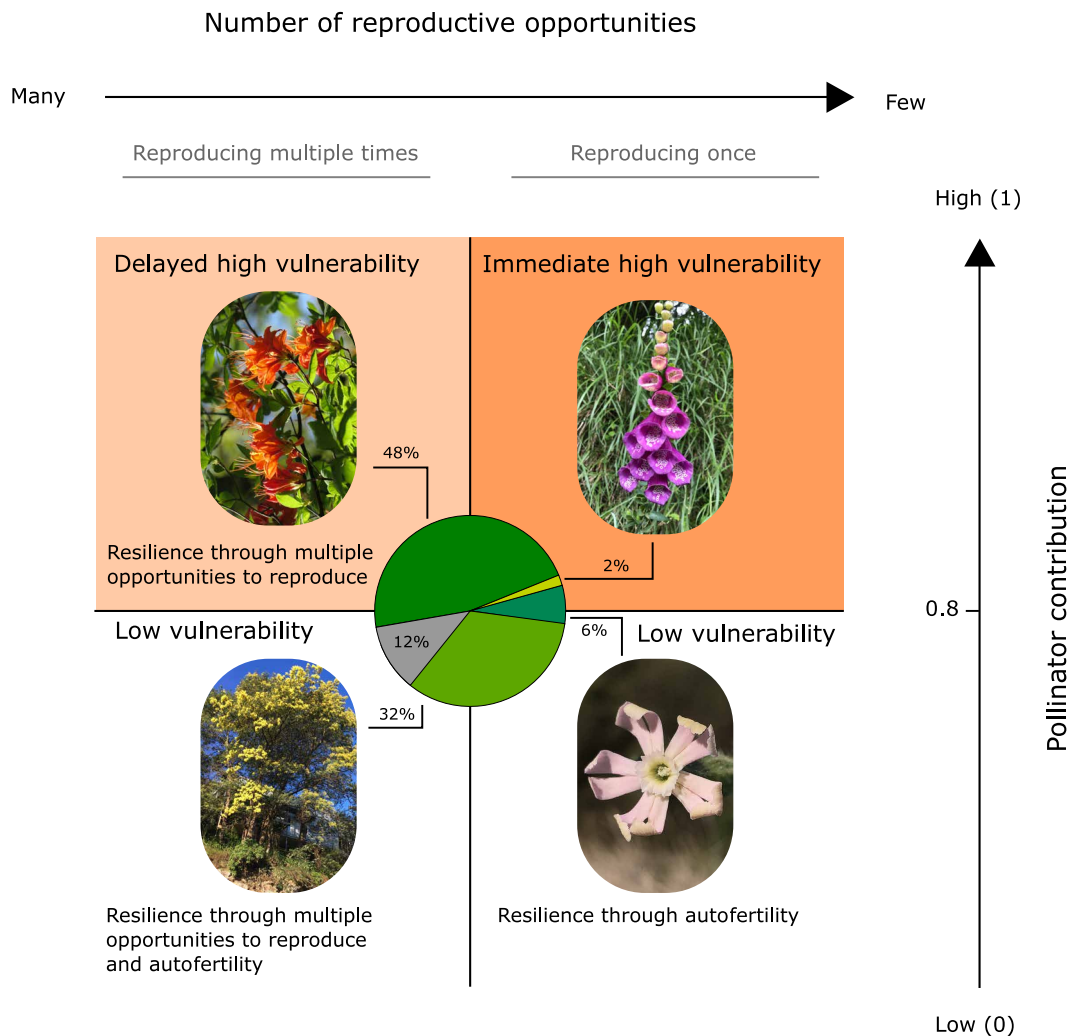 Number of reproductive opportunities
Many
Few
Reproducing multiple times
Reproducing once
High (1)
Delayed high vulnerability
Immediate high vulnerability
48%
Resilience through multiple
opportunities to reproduce
2%
0.8
Pollinator contribution
Low vulnerability
12%
6%
Low vulnerability
32%
Resilience through multiple
opportunities to reproduce
and autofertility
Resilience through autofertility
Low (0)